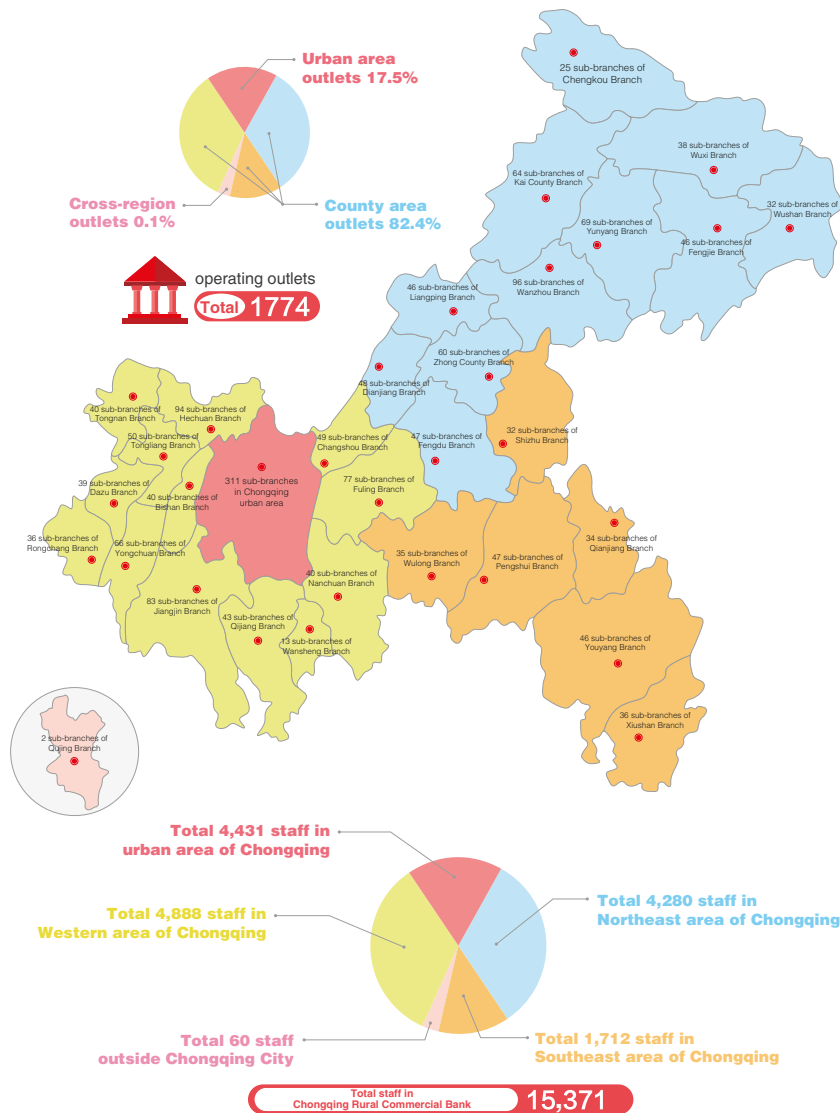 Urban area
outlets 17.5%
Cross-region
outlets 0.1%
County area
outlets 82.4%
operating outlets
Total 1774
25 sub-branches of
Chengkou Branch
38 sub-branches of
Wuxi Branch
64 sub-branches of
Kai County Branch
32 sub-branches of
Wushan Branch
69 sub-branches of
Yunyang Branch
46 sub-branches of
Fengjie Branch
96 sub-branches of
Wanzhou Branch
46 sub-branches of
Liangping Branch
60 sub-branches of
Zhong County Branch
48 sub-branches of
Dianjiang Branch
40 sub-branches of
Tongnan Branch
94 sub-branches of
Hechuan Branch
50 sub-branches of
Tongliang Branch
49 sub-branches of
Changshou Branch
47 sub-branches of
Fengdu Branch
32 sub-branches of
Shizhu Branch
39 sub-branches of
Dazu Branch
40 sub-branches of
Bishan Branch
311 sub-branches
in Chongqing
urban area
77 sub-branches of
Fuling Branch
36 sub-branches of
Rongchang Branch
56 sub-branches of
Yongchuan Branch
35 sub-branches of
Wulong Branch
47 sub-branches of
Pengshui Branch
34 sub-branches of
Qianjiang Branch
40 sub-branches of
Nanchuan Branch
83 sub-branches of
Jiangjin Branch
43 sub-branches of
Qijiang Branch
13 sub-branches of
Wansheng Branch
46 sub-branches of
Youyang Branch
36 sub-branches of
Xiushan Branch
2 sub-branches of
Qujing Branch
Total 4,431 staff in
urban area of Chongqing
Total 4,280 staff in
Northeast area of Chongqing
Total 4,888 staff in
Western area of Chongqing
Total 60 staff
outside Chongqing City
Total 1,712 staff in
Southeast area of Chongqing
Total staff in
Chongqing Rural Commercial Bank
15,371